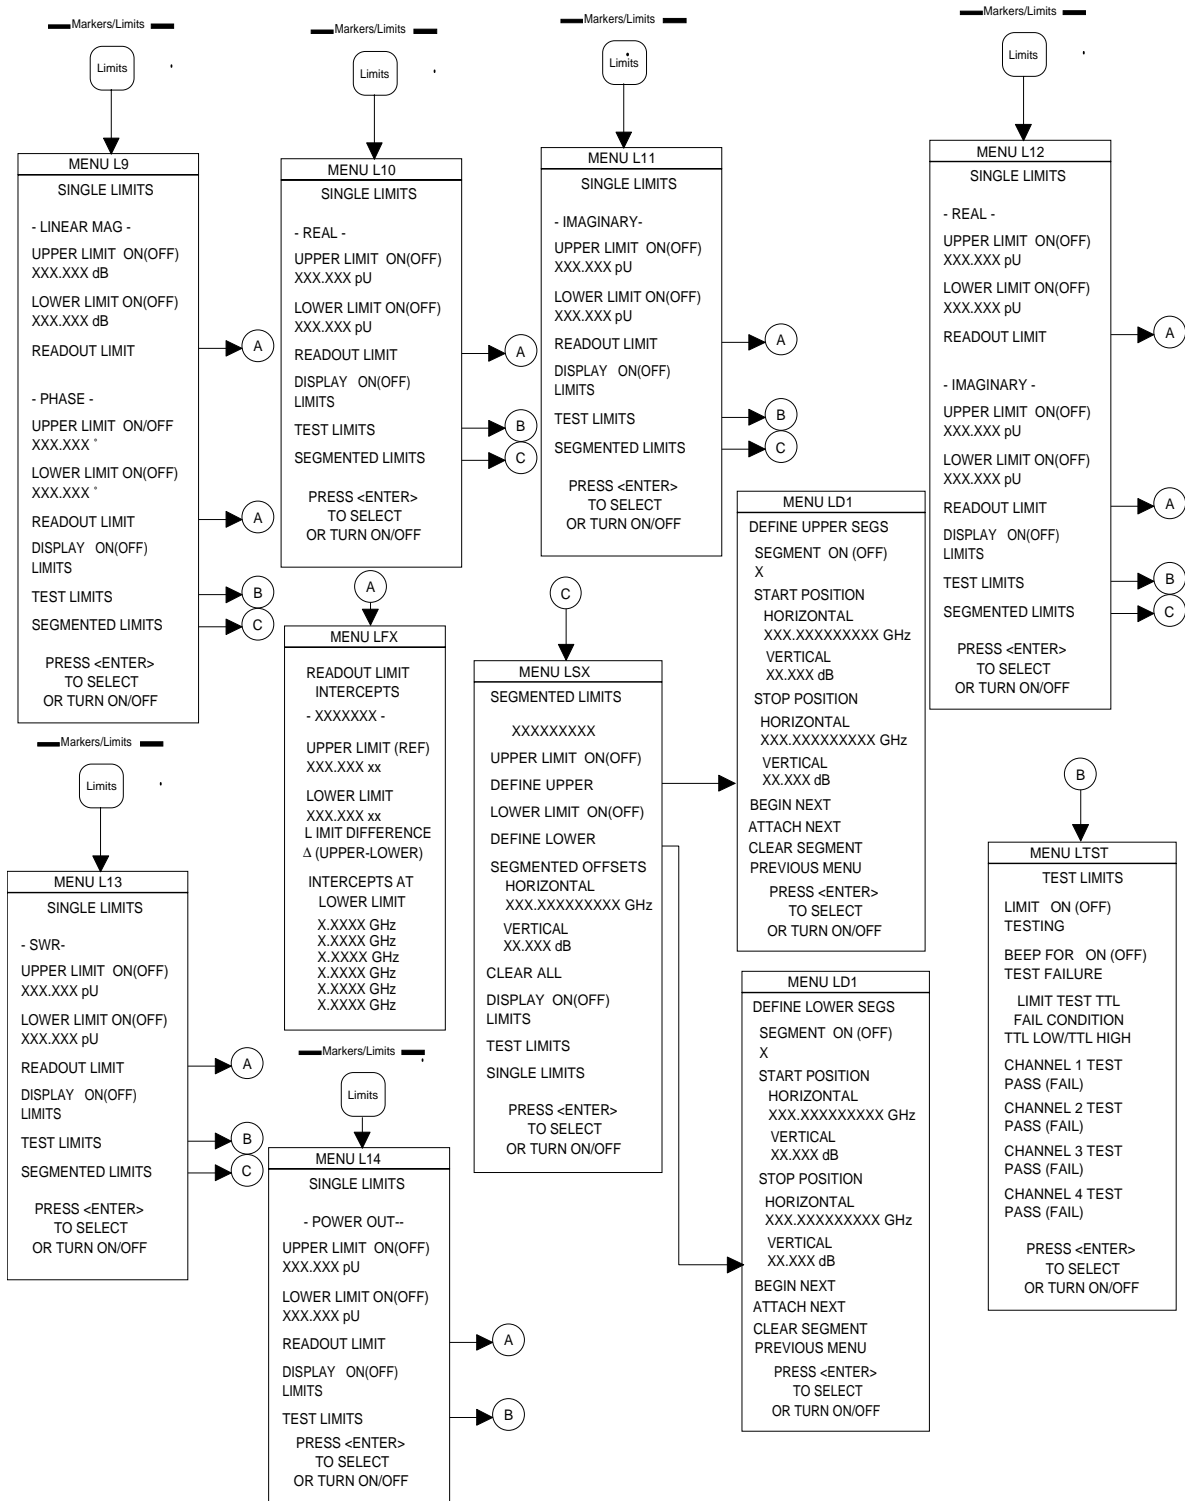 Markers/Limits
Limits
MENU L9
SINGLE LIMITS
- LINEAR MAG -
UPPER LIMIT ON(OFF)
XXX.XXX dB
LOWER LIMIT ON(OFF)
XXX.XXX dB
READOUT LIMIT
A
- PHASE -
UPPER LIMIT ON/OFF
XXX.XXX °
LOWER LIMIT ON(OFF)
XXX.XXX °
READOUT LIMIT
A
DISPLAY ON(OFF)
LIMITS
TEST LIMITS
B
SEGMENTED LIMITS
C
PRESS <ENTER>
TO SELECT
OR TURN ON/OFF
Markers/Limits
Limits
MENU L10
SINGLE LIMITS
- REAL -
UPPER LIMIT ON(OFF)
XXX.XXX pU
LOWER LIMIT ON(OFF)
XXX.XXX pU
READOUT LIMIT
A
DISPLAY ON(OFF)
LIMITS
TEST LIMITS
B
SEGMENTED LIMITS
C
PRESS <ENTER>
TO SELECT
OR TURN ON/OFF
Markers/Limits
Limits
MENU L11
SINGLE LIMITS
- IMAGINARY-
UPPER LIMIT ON(OFF)
XXX.XXX pU
LOWER LIMIT ON(OFF)
XXX.XXX pU
READOUT LIMIT
A
DISPLAY ON(OFF)
LIMITS
TEST LIMITS
B
SEGMENTED LIMITS
C
PRESS <ENTER>
TO SELECT
OR TURN ON/OFF
Markers/Limits
Limits
MENU L12
SINGLE LIMITS
- REAL -
UPPER LIMIT ON(OFF)
XXX.XXX pU
LOWER LIMIT ON(OFF)
XXX.XXX pU
READOUT LIMIT
A
- IMAGINARY -
UPPER LIMIT ON(OFF)
XXX.XXX pU
LOWER LIMIT ON(OFF)
XXX.XXX pU
READOUT LIMIT
A
DISPLAY ON(OFF)
LIMITS
TEST LIMITS
B
SEGMENTED LIMITS
C
PRESS <ENTER>
TO SELECT
OR TURN ON/OFF
A
MENU LFX
READOUT LIMIT
INTERCEPTS
- XXXXXXX -
UPPER LIMIT (REF)
XXX.XXX xx
LOWER LIMIT
XXX.XXX xx
L IMIT DIFFERENCE
Δ (UPPER-LOWER)
INTERCEPTS AT
LOWER LIMIT
X.XXXX GHz
X.XXXX GHz
X.XXXX GHz
X.XXXX GHz
X.XXXX GHz
X.XXXX GHz
C
MENU LSX
SEGMENTED LIMITS
XXXXXXXXX
UPPER LIMIT ON(OFF)
DEFINE UPPER
LOWER LIMIT ON(OFF)
DEFINE LOWER
SEGMENTED OFFSETS
HORIZONTAL
XXX.XXXXXXXXX GHz
VERTICAL
XX.XXX dB
CLEAR ALL
DISPLAY ON(OFF)
LIMITS
TEST LIMITS
SINGLE LIMITS
PRESS <ENTER>
TO SELECT
OR TURN ON/OFF
MENU LD1
DEFINE UPPER SEGS
SEGMENT ON (OFF)
X
START POSITION
HORIZONTAL
XXX.XXXXXXXXX GHz
VERTICAL
XX.XXX dB
STOP POSITION
HORIZONTAL
XXX.XXXXXXXXX GHz
VERTICAL
XX.XXX dB
BEGIN NEXT
ATTACH NEXT
CLEAR SEGMENT
PREVIOUS MENU
PRESS <ENTER>
TO SELECT
OR TURN ON/OFF
MENU LD1
DEFINE LOWER SEGS
SEGMENT ON (OFF)
X
START POSITION
HORIZONTAL
XXX.XXXXXXXXX GHz
VERTICAL
XX.XXX dB
STOP POSITION
HORIZONTAL
XXX.XXXXXXXXX GHz
VERTICAL
XX.XXX dB
BEGIN NEXT
ATTACH NEXT
CLEAR SEGMENT
PREVIOUS MENU
PRESS <ENTER>
TO SELECT
OR TURN ON/OFF
B
MENU LTST
TEST LIMITS
LIMIT ON (OFF)
TESTING
BEEP FOR ON (OFF)
TEST FAILURE
LIMIT TEST TTL
FAIL CONDITION
TTL LOW/TTL HIGH
CHANNEL 1 TEST
PASS (FAIL)
CHANNEL 2 TEST
PASS (FAIL)
CHANNEL 3 TEST
PASS (FAIL)
CHANNEL 4 TEST
PASS (FAIL)
PRESS <ENTER>
TO SELECT
OR TURN ON/OFF
Markers/Limits
Limits
MENU L13
SINGLE LIMITS
- SWR-
UPPER LIMIT ON(OFF)
XXX.XXX pU
LOWER LIMIT ON(OFF)
XXX.XXX pU
READOUT LIMIT
A
DISPLAY ON(OFF)
LIMITS
TEST LIMITS
B
SEGMENTED LIMITS
C
PRESS <ENTER>
TO SELECT
OR TURN ON/OFF
Markers/Limits
Limits
MENU L14
SINGLE LIMITS
- POWER OUT--
UPPER LIMIT ON(OFF)
XXX.XXX pU
LOWER LIMIT ON(OFF)
XXX.XXX pU
READOUT LIMIT
A
DISPLAY ON(OFF)
LIMITS
TEST LIMITS
B
PRESS <ENTER>
TO SELECT
OR TURN ON/OFF